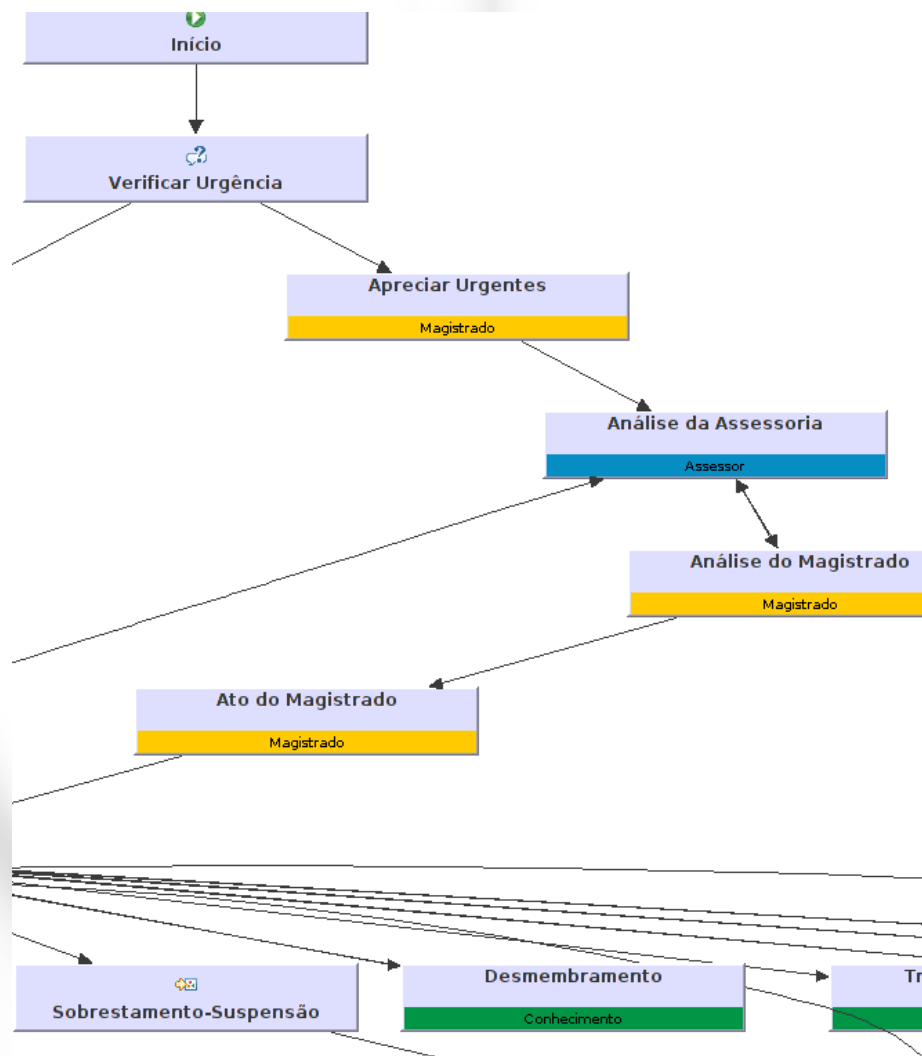 Início
Verificar Urgência
Apreciar Urgentes
Magistrado
Análise da Assessoria
Assessor
Análise do Magistrado
Magistrado
Ato do Magistrado
Magistrado
Sobrestamento-Suspensão
Desmembramento
Conhecimento